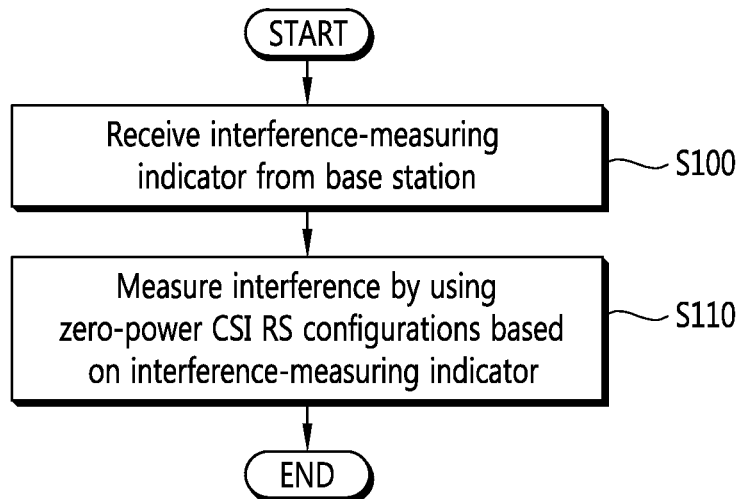 START
Receive interference-measuring
indicator from base station
S100
Measure interference by using
zero-power CSI RS configurations based
on interference-measuring indicator
S110
END